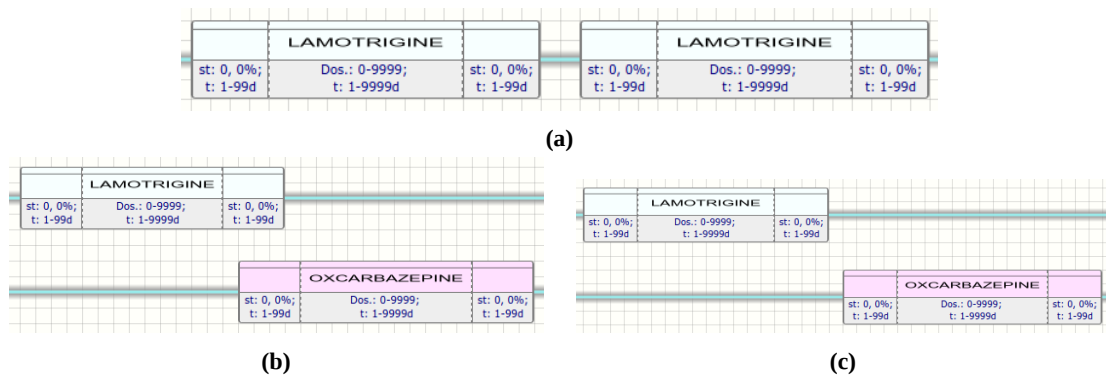 LAMOTRIGINE LAMOTRIGINE
st: 0, 0%; Dos.: 0-9999; st: 0, 0%; st: 0, 0%; Dos.: 0-9999; st: 0, 0%;
t: 1-99d t: 1-9999d t: 1-99d t: 1-99d t: 1-9999d t: 1-99d
(a)
LAMOTRIGINE
st: 0, 0%; Dos.: 0-9999; st: 0, 0%;
t: 1-99d t: 1-9999d t: 1-99d
OXCARBAZEPINE
st: 0, 0%; Dos.: 0-9999; st: 0, 0%;
t: 1-99d t: 1-9999d t: 1-99d
(b)
LAMOTRIGINE
st: 0, 0%; Dos.: 0-9999; st: 0, 0%;
t: 1-99d t: 1-9999d t: 1-99d
OXCARBAZEPINE
st: 0, 0%; Dos.: 0-9999; st: 0, 0%;
t: 1-99d t: 1-9999d t: 1-99d
(c)